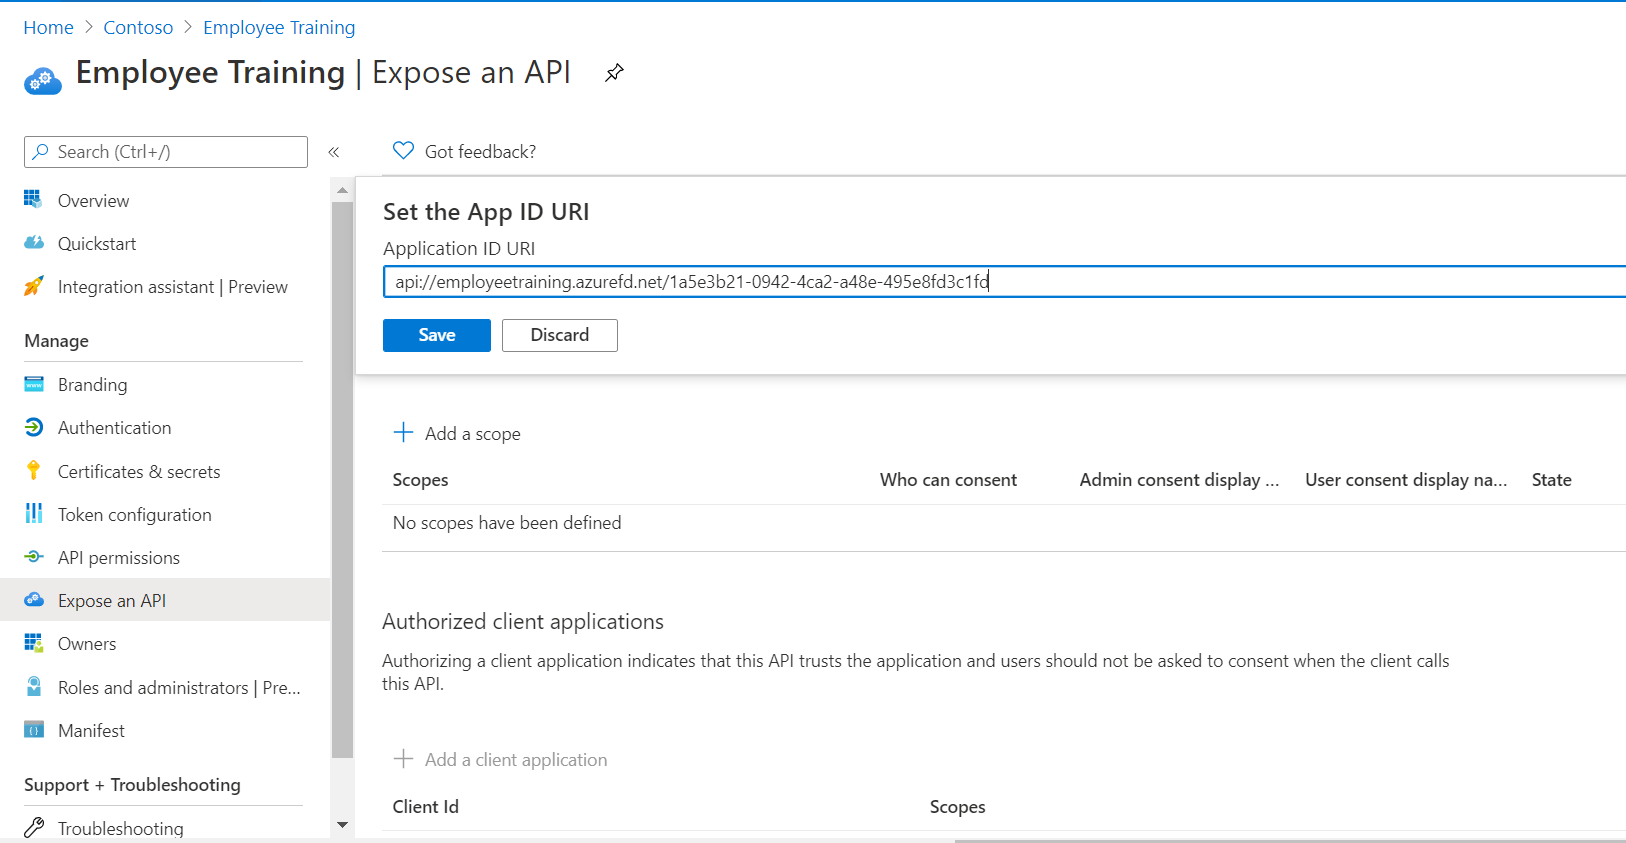 Home > Contoso > Employee Training
Employee Training | Expose an API
Search (Ctrl+/)
«
Got feedback?
Overview
Quickstart
Integration assistant | Preview
Manage
Branding
Authentication
Certificates & secrets
Token configuration
API permissions
Expose an API
Owners
Roles and administrators | Pre...
Manifest
Support + Troubleshooting
Troubleshooting
Set the App ID URI
Application ID URI
api://employeetraining.azurefd.net/1a5e3b21-0942-4ca2-a48e-495e8fd3c1fd
Save Discard
Add a scope
Scopes Who can consent Admin consent display ... User consent display na... State
No scopes have been defined
Authorized client applications
Authorizing a client application indicates that this API trusts the application and users should not be asked to consent when the client calls
this API.
Add a client application
Client Id Scopes